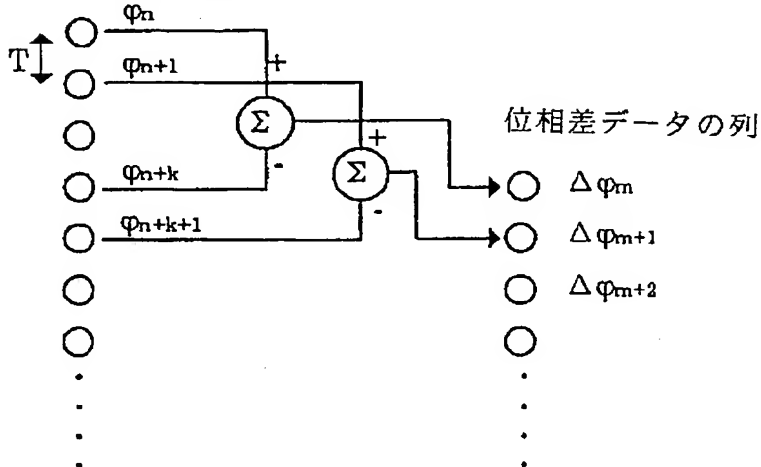 φn
T
φn+1
+
Σ
-
位相差データの列
+
Σ
-
φn+k
Δφm
φn+k+1
Δφm+1
Δφm+2